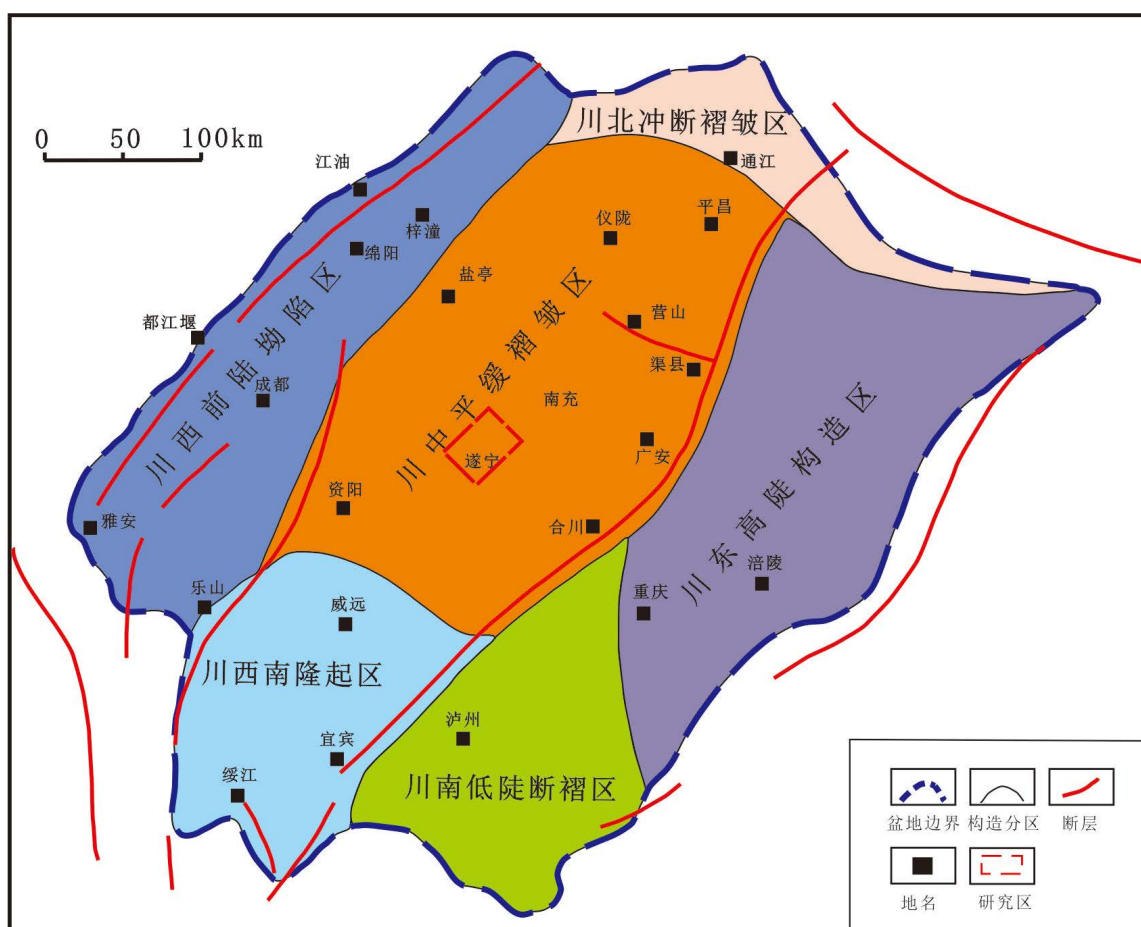 川北冲断褶皱区
0 50 100km
通江
江油
平昌
梓潼
仪陇
绵阳
盐亭
营山
都江堰
渠县
成都
南充
川西前陆坳陷区
川中平缓褶皱区
广安
遂宁
资阳
川东高陡构造区
雅安
合川
涪陵
乐山
重庆
威远
川西南隆起区
泸州
宜宾
绥江
川南低陡断褶区
盆地边界 构造分区 断层
地名 研究区